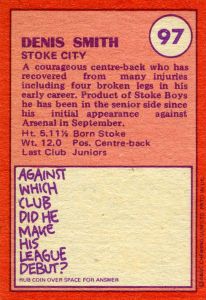 DENIS SMITH
97
STOKE CITY
A courageous centre-back who has
recovered from many injuries
including four broken legs in his
early career. Product of Stoke Boys
he has been in the senior side since
his initial appearance against
Arsenal in September.
Ht. 5.11½ Born Stoke
Wt. 12.0 Pos. Centre-back
Last Club Juniors
AGAINST
WHICH
CLUB
DID HE
MAKE
HIS
LEAGUE
DEBUT?
RUB COIN OVER SPACE FOR ANSWER